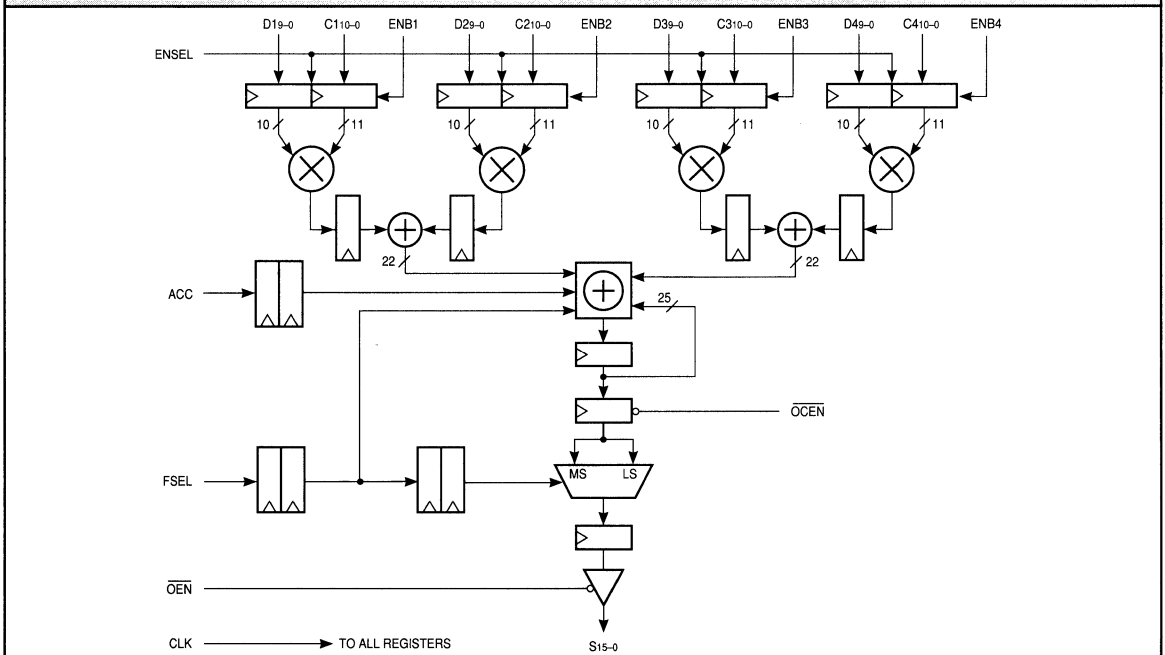 D19–0 C110–0 ENB1 D29–0 C210–0 ENB2 D39–0 C310–0 ENB3 D49–0 C410–0 ENB4
ENSEL
10 11 10 11 10 11 10 11
22 22
ACC
25
OCEN
MS LS
FSEL
OEN
CLK TO ALL REGISTERS
S15–0